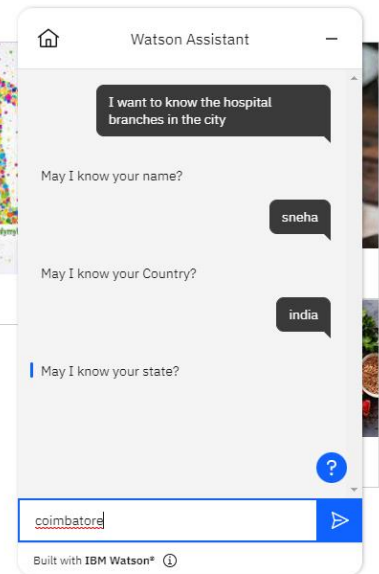 Watson Assistant
I want to know the hospital
branches in the city
May I know your name?
sneha
May I know your Country?
india
May I know your state?
?
coimbatore
Built with IBM Watson®